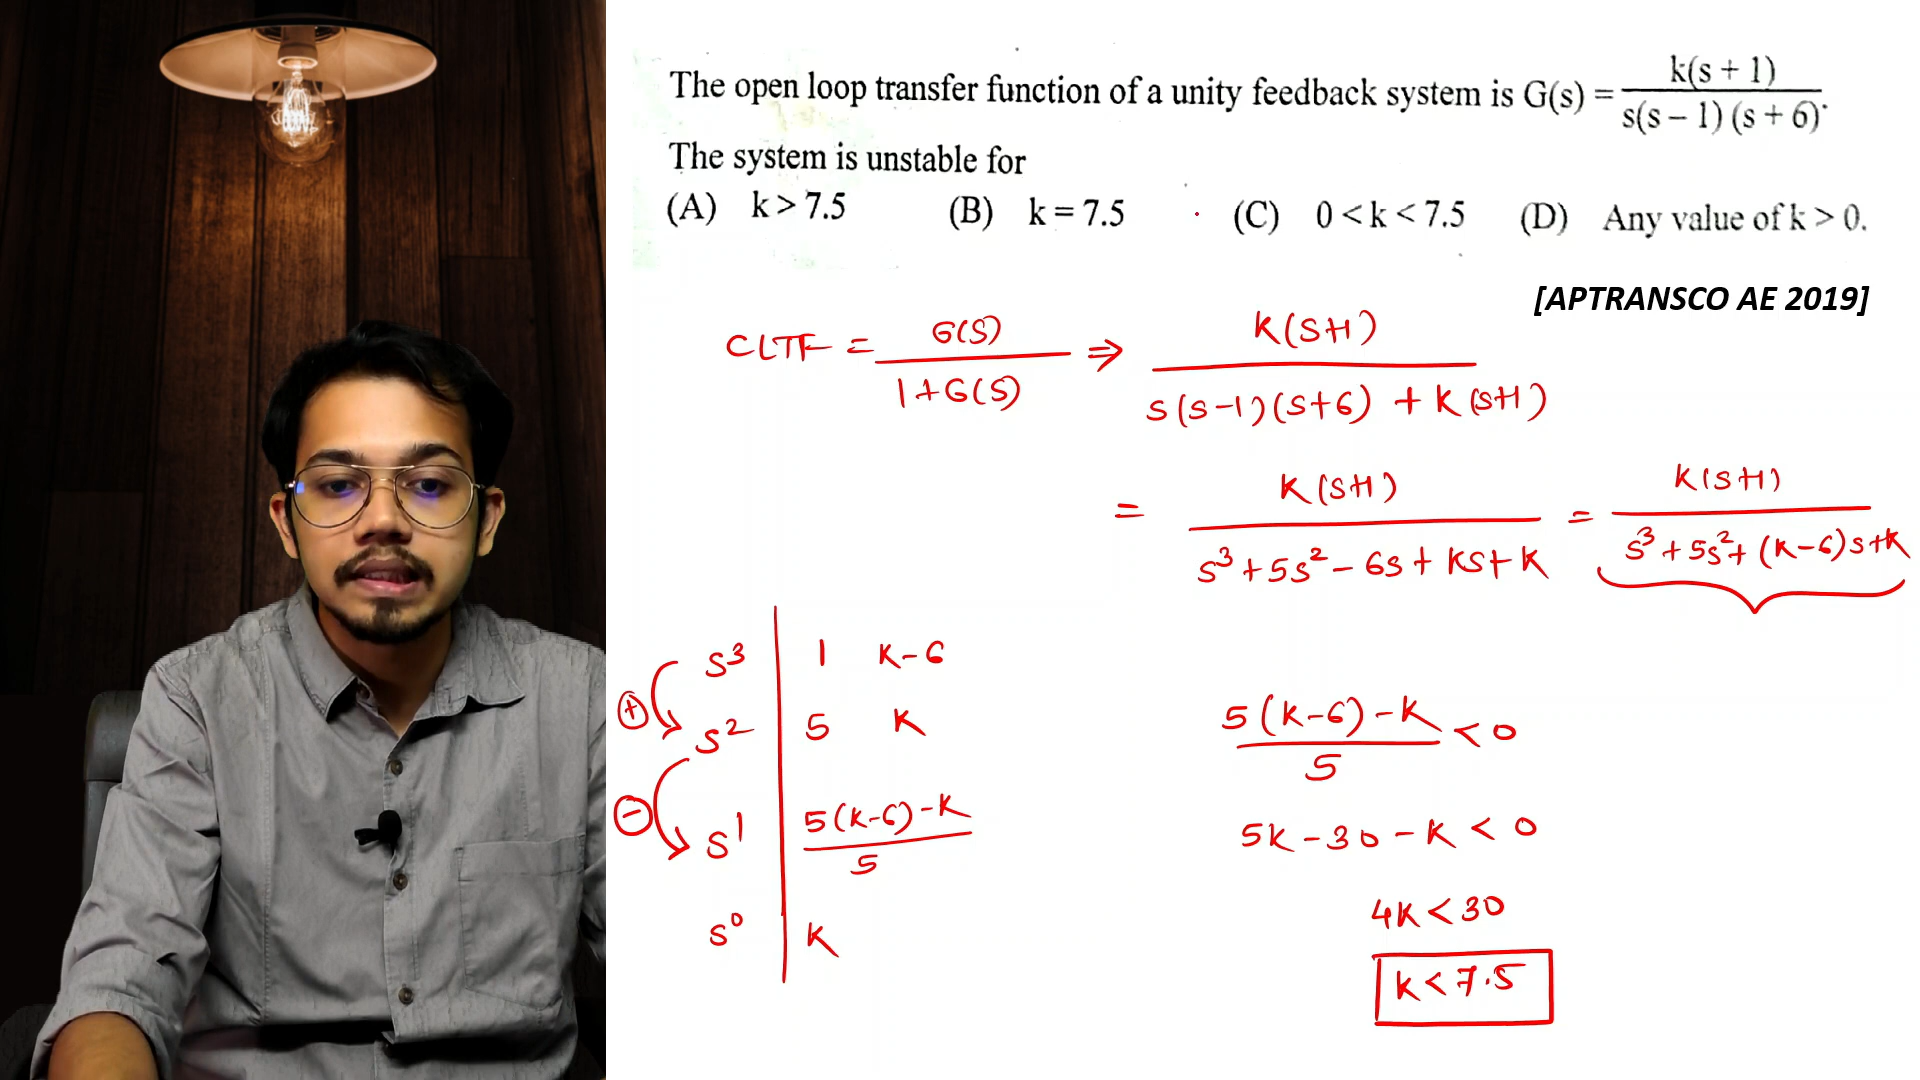 The open loop transfer function of a unity feedback system is G(s) = k(s + 1) / s(s – 1) (s + 6).
The system is unstable for
(A) k > 7.5 (B) k = 7.5 (C) 0 < k < 7.5 (D) Any value of k > 0.
[APTRANSCO AE 2019]
CLTF = G(S) / 1+G(S) ⇒ K(S+1) / S(S-1)(S+6) + K(S+1)
= K(S+1) / S³+5S²-6S+KS+K = K(S+1) / S³+5S²+(K-6)S+K
S³ 1 K-6
+
S² 5 K
-
S¹ 5(K-6)-K / 5
S⁰ K
5(K-6)-K / 5 < 0
5K-30-K < 0
4K < 30
K < 7.5